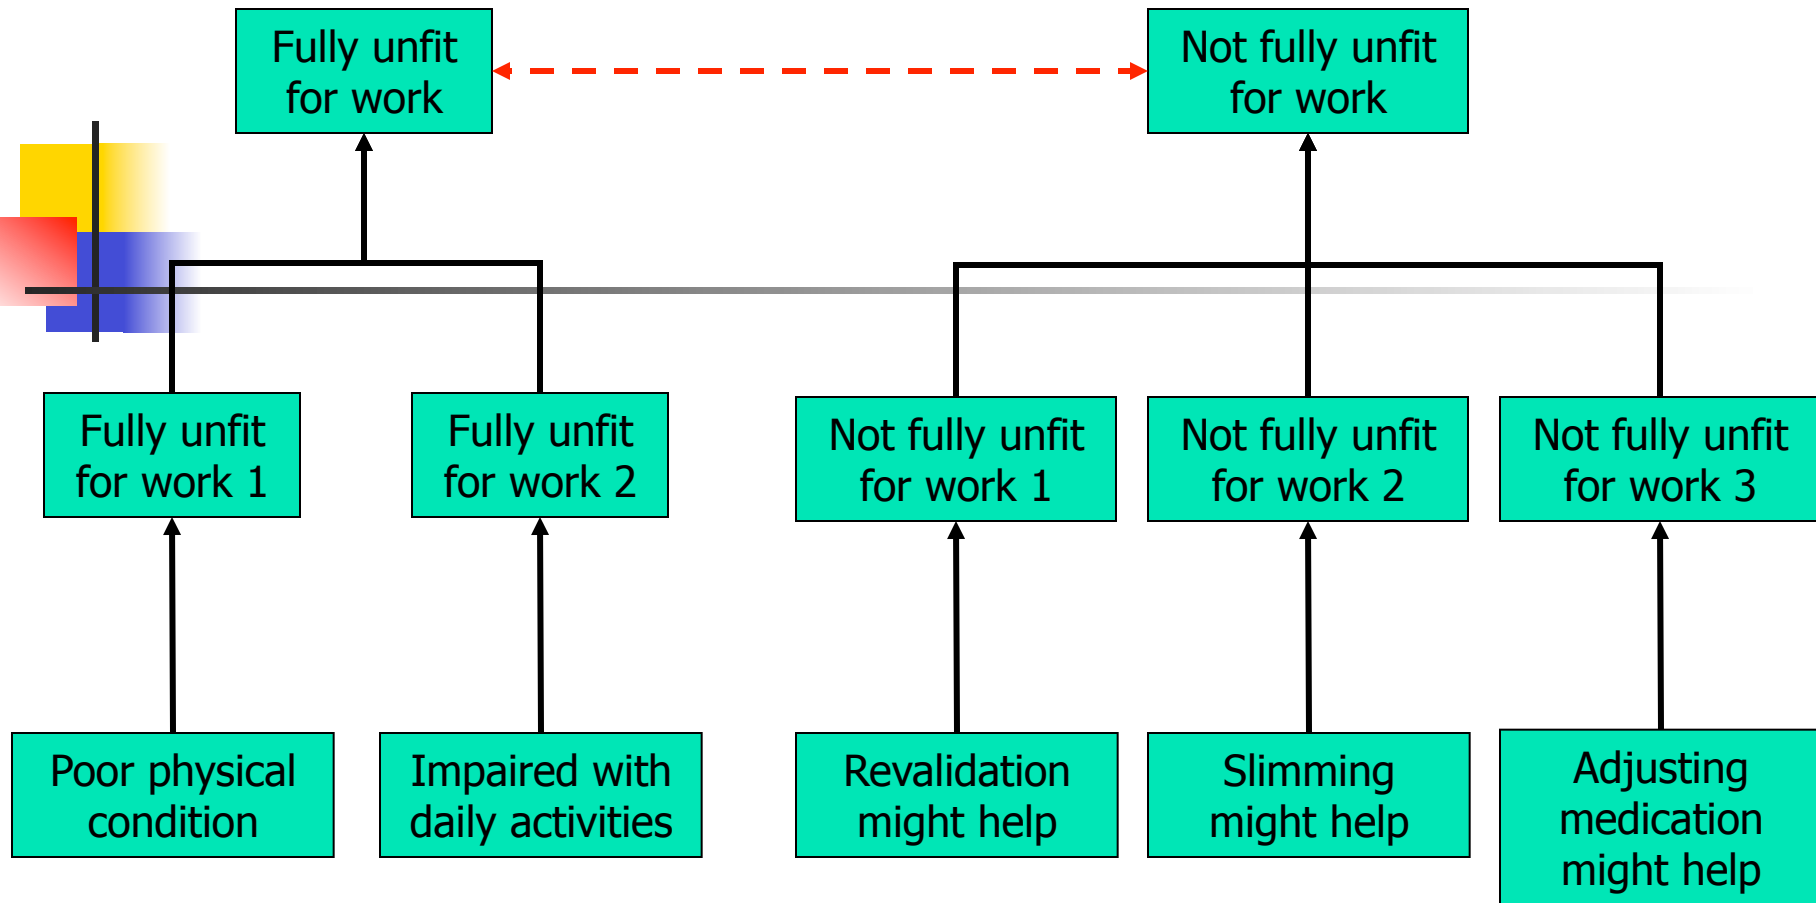 Fully unfit
for work
Not fully unfit
for work
Fully unfit
for work 1
Fully unfit
for work 2
Not fully unfit
for work 1
Not fully unfit
for work 2
Not fully unfit
for work 3
Poor physical
condition
Impaired with
daily activities
Revalidation
might help
Slimming
might help
Adjusting
medication
might help